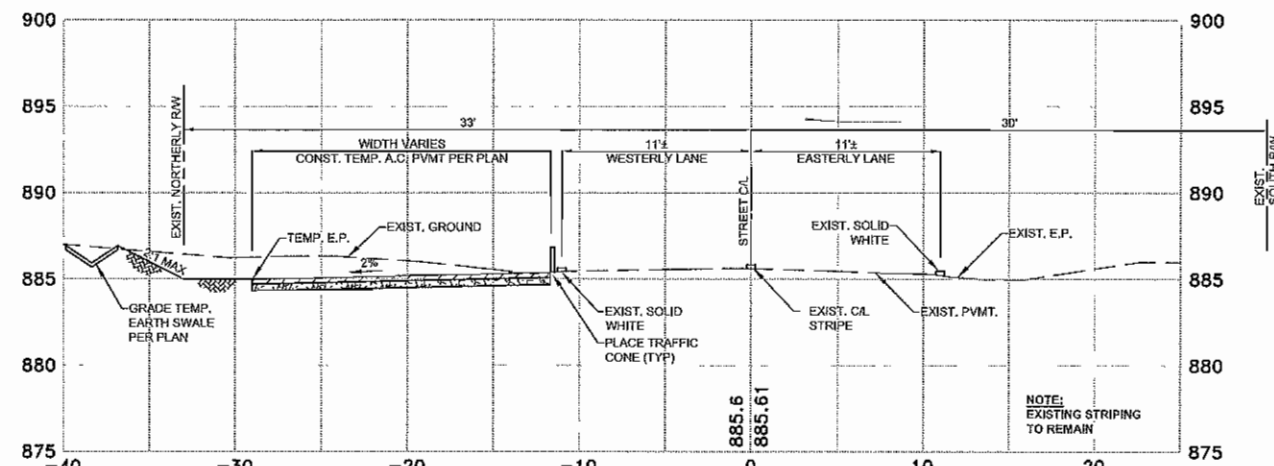 900
900
895
895
890
890
885
885
880
880
875
875
EXIST. NORTHERLY R/W
33'
30'
WIDTH VARIES
CONST. TEMP. A.C. PVMT PER PLAN
11'±
WESTERLY LANE
11'±
EASTERLY LANE
STREET C/L
EXIST.
SOUTH R/W
TEMP. E.P.
EXIST. GROUND
2%
MAX
EXIST. SOLID
WHITE
EXIST. E.P.
GRADE TEMP.
EARTH SWALE
PER PLAN
EXIST. SOLID
WHITE
PLACE TRAFFIC
CONE (TYP)
EXIST. C/L
STRIPE
EXIST. PVMT.
885.6
885.61
NOTE:
EXISTING STRIPING
TO REMAIN
-40
-30
-20
-10
0
10
20